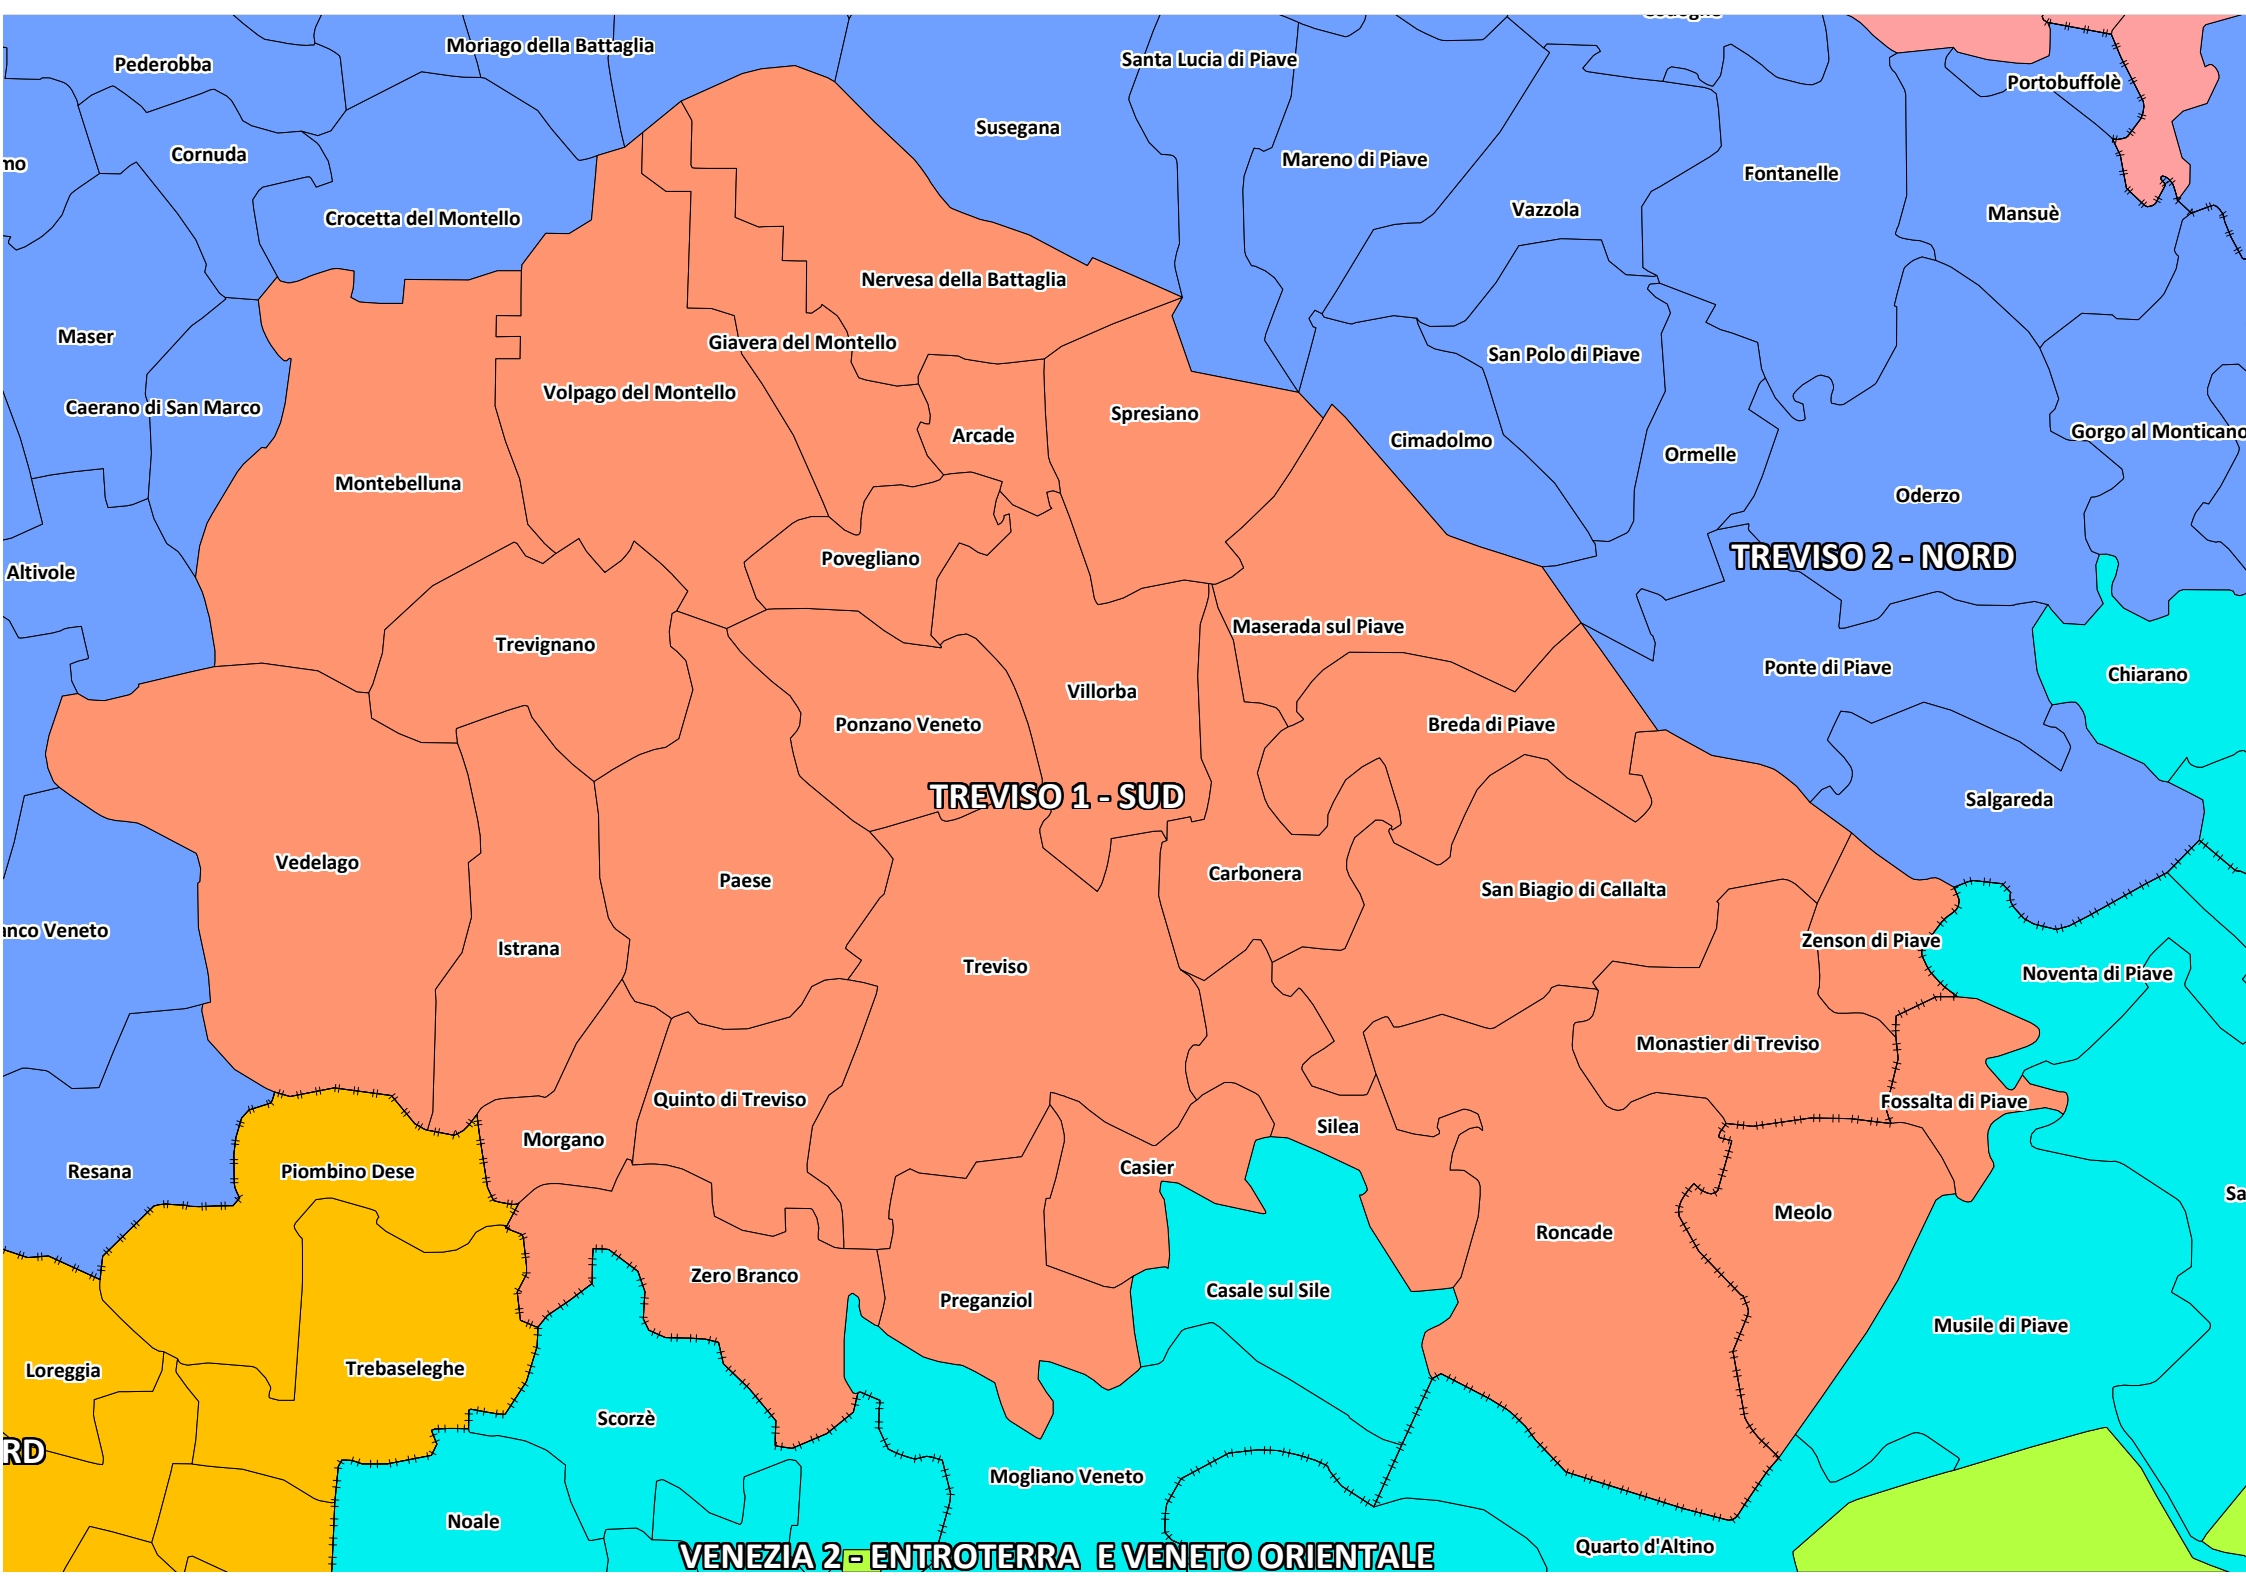 Moriago della Battaglia
Santa Lucia di Piave
Pederobba
Portobuffolè
Susegana
Cornuda
Mareno di Piave
mo
Fontanelle
Crocetta del Montello
Vazzola
Mansuè
Nervesa della Battaglia
Maser
Giavera del Montello
San Polo di Piave
Volpago del Montello
Caerano di San Marco
Spresiano
Arcade
Cimadolmo
Gorgo al Monticano
Ormelle
Montebelluna
Oderzo
TREVISO 2 - NORD
Povegliano
Altivole
Maserada sul Piave
Trevignano
Ponte di Piave
Chiarano
Villorba
Ponzano Veneto
Breda di Piave
TREVISO 1 - SUD
Salgareda
Vedelago
Carbonera
Paese
San Biagio di Callalta
anco Veneto
Zenson di Piave
Istrana
Treviso
Noventa di Piave
Monastier di Treviso
Quinto di Treviso
Fossalta di Piave
Silea
Morgano
Casier
Resana
Piombino Dese
Sa
Meolo
Roncade
Zero Branco
Casale sul Sile
Preganziol
Musile di Piave
Loreggia
Trebaseleghe
Scorzè
RD
Mogliano Veneto
Noale
Quarto d'Altino
VENEZIA 2 - ENTROTERRA E VENETO ORIENTALE